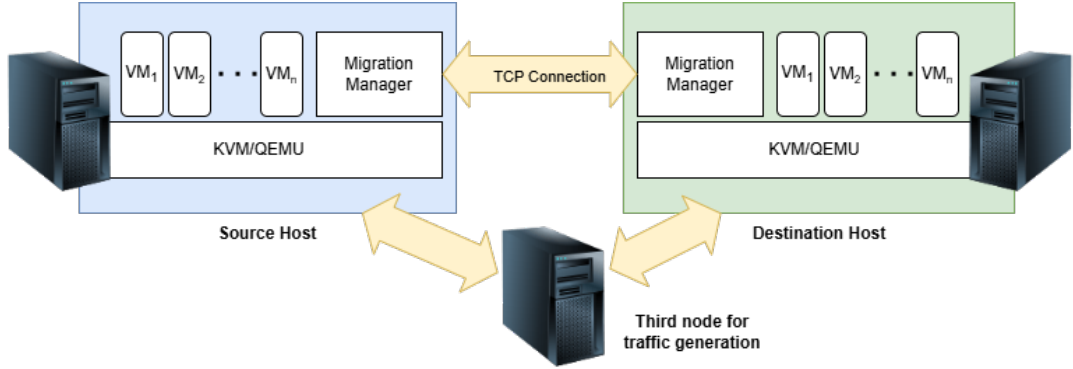 VM₁ VM₂ . . . VMₙ
Migration
Manager
KVM/QEMU
Source Host
TCP Connection
Migration
Manager
VM₁ VM₂ . . . VMₙ
KVM/QEMU
Destination Host
Third node for
traffic generation